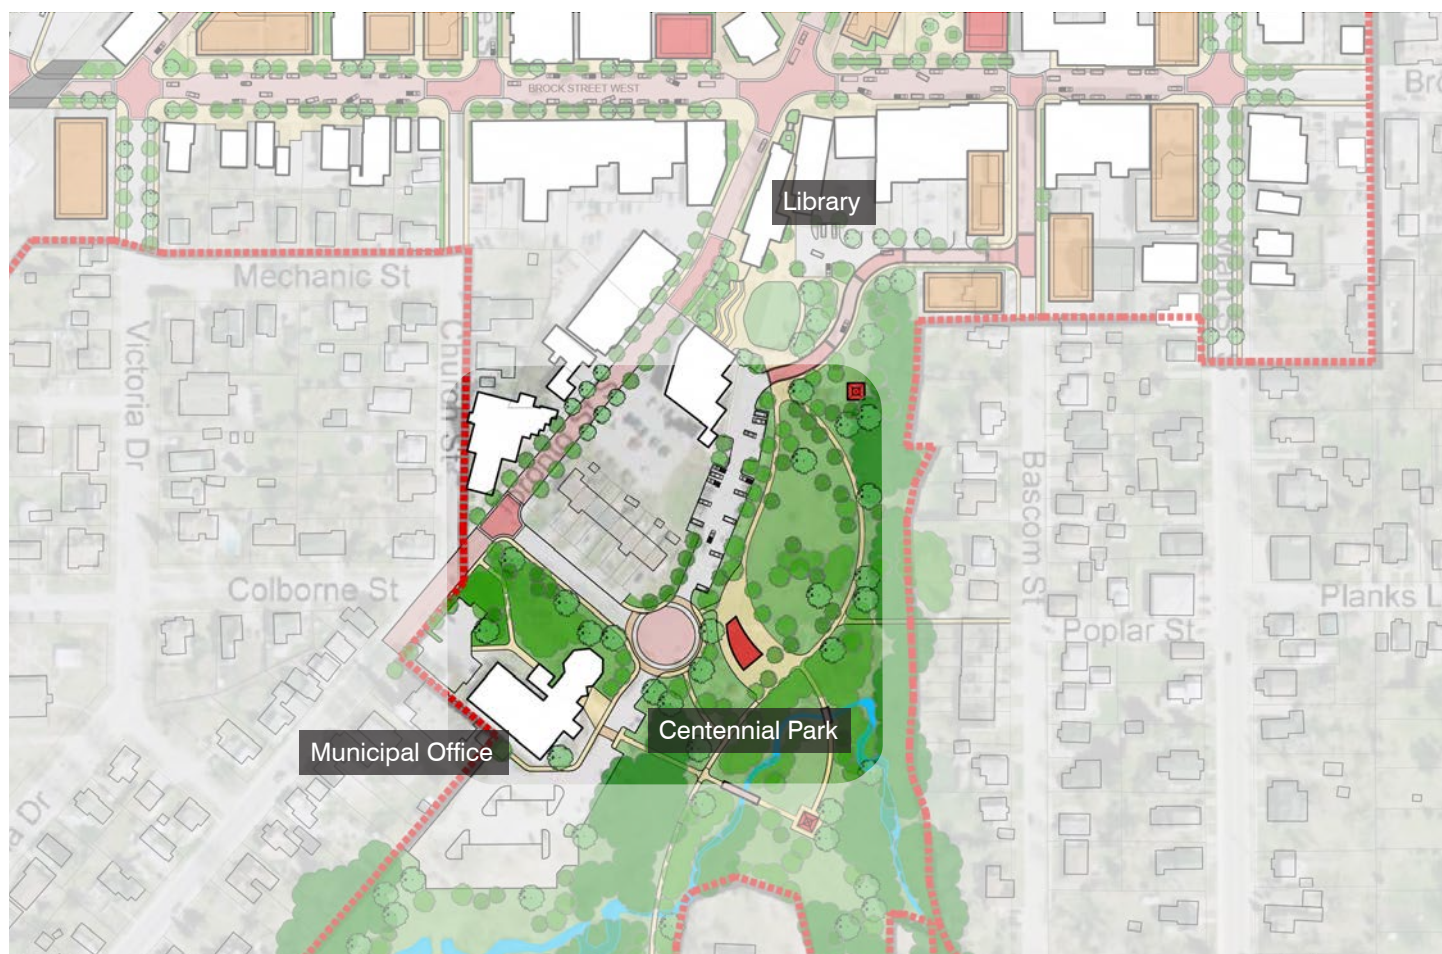 BROCK STREET WEST
Library
Mechanic St
Victoria Dr
Church St
Bascom St
Colborne St
Planks L
Poplar St
Centennial Park
Municipal Office